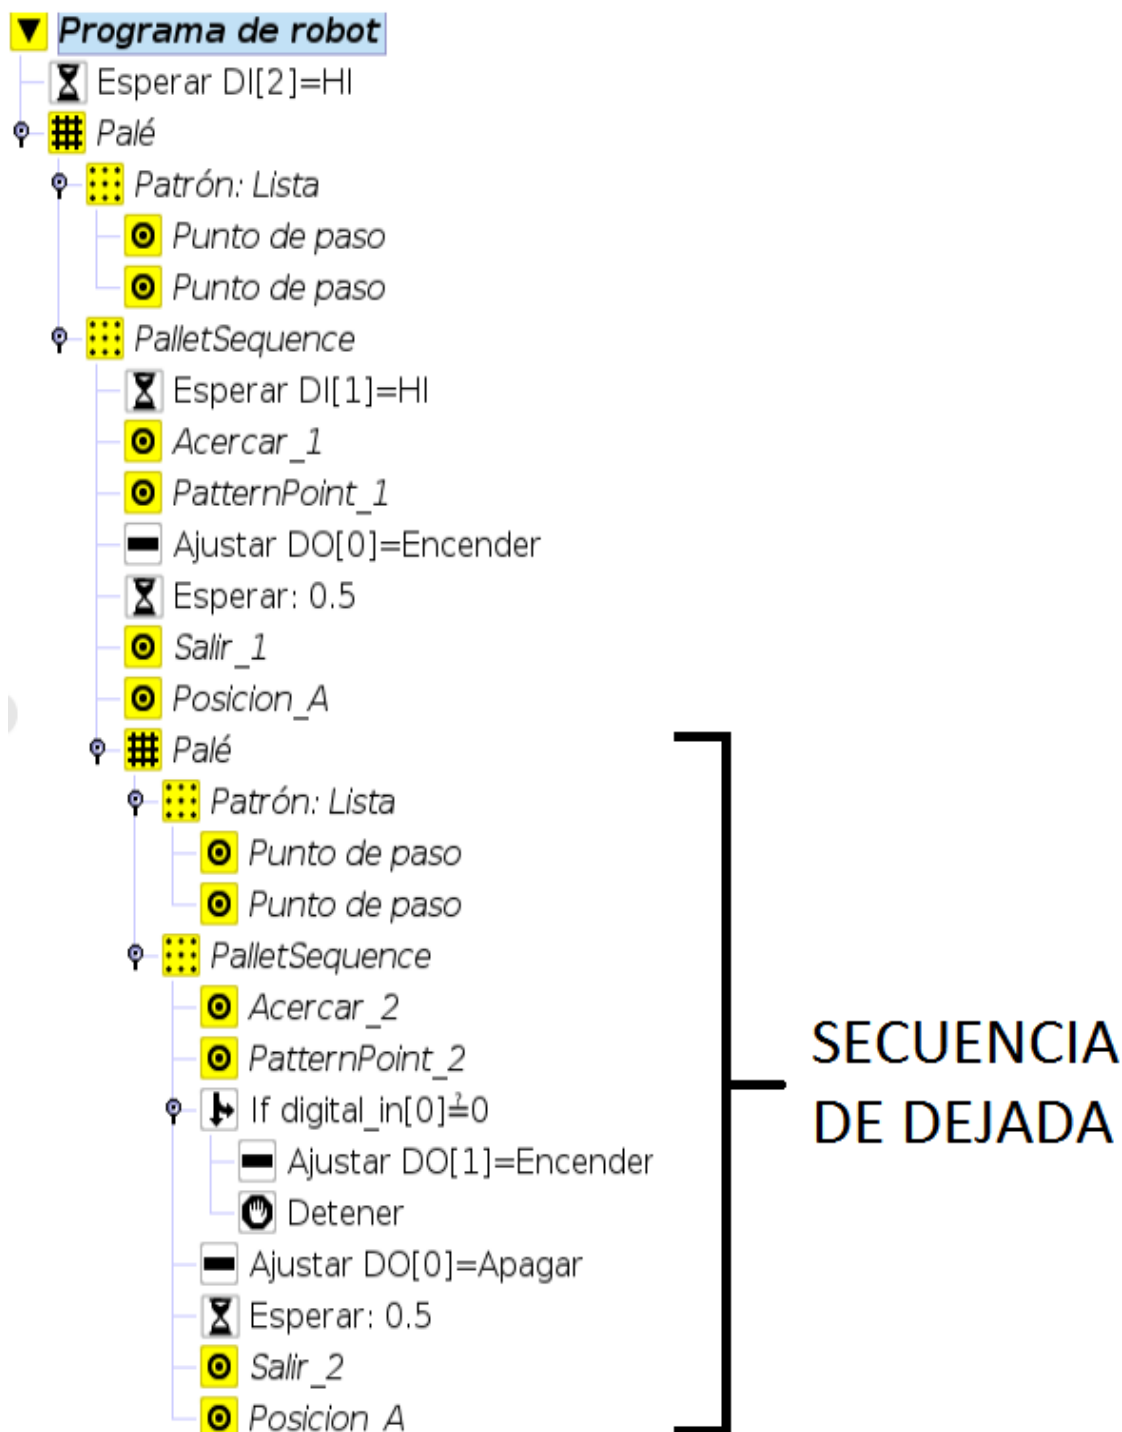 Programa de robot
Esperar DI[2]=HI
Palé
Patrón: Lista
Punto de paso
Punto de paso
PalletSequence
Esperar DI[1]=HI
Acercar_1
PatternPoint_1
Ajustar DO[0]=Encender
Esperar: 0.5
Salir_1
Posicion_A
Palé
Patrón: Lista
Punto de paso
Punto de paso
PalletSequence
Acercar_2
PatternPoint_2
If digital_in[0]≟0
Ajustar DO[1]=Encender
Detener
Ajustar DO[0]=Apagar
Esperar: 0.5
Salir_2
Posicion_A
SECUENCIA
DE DEJADA